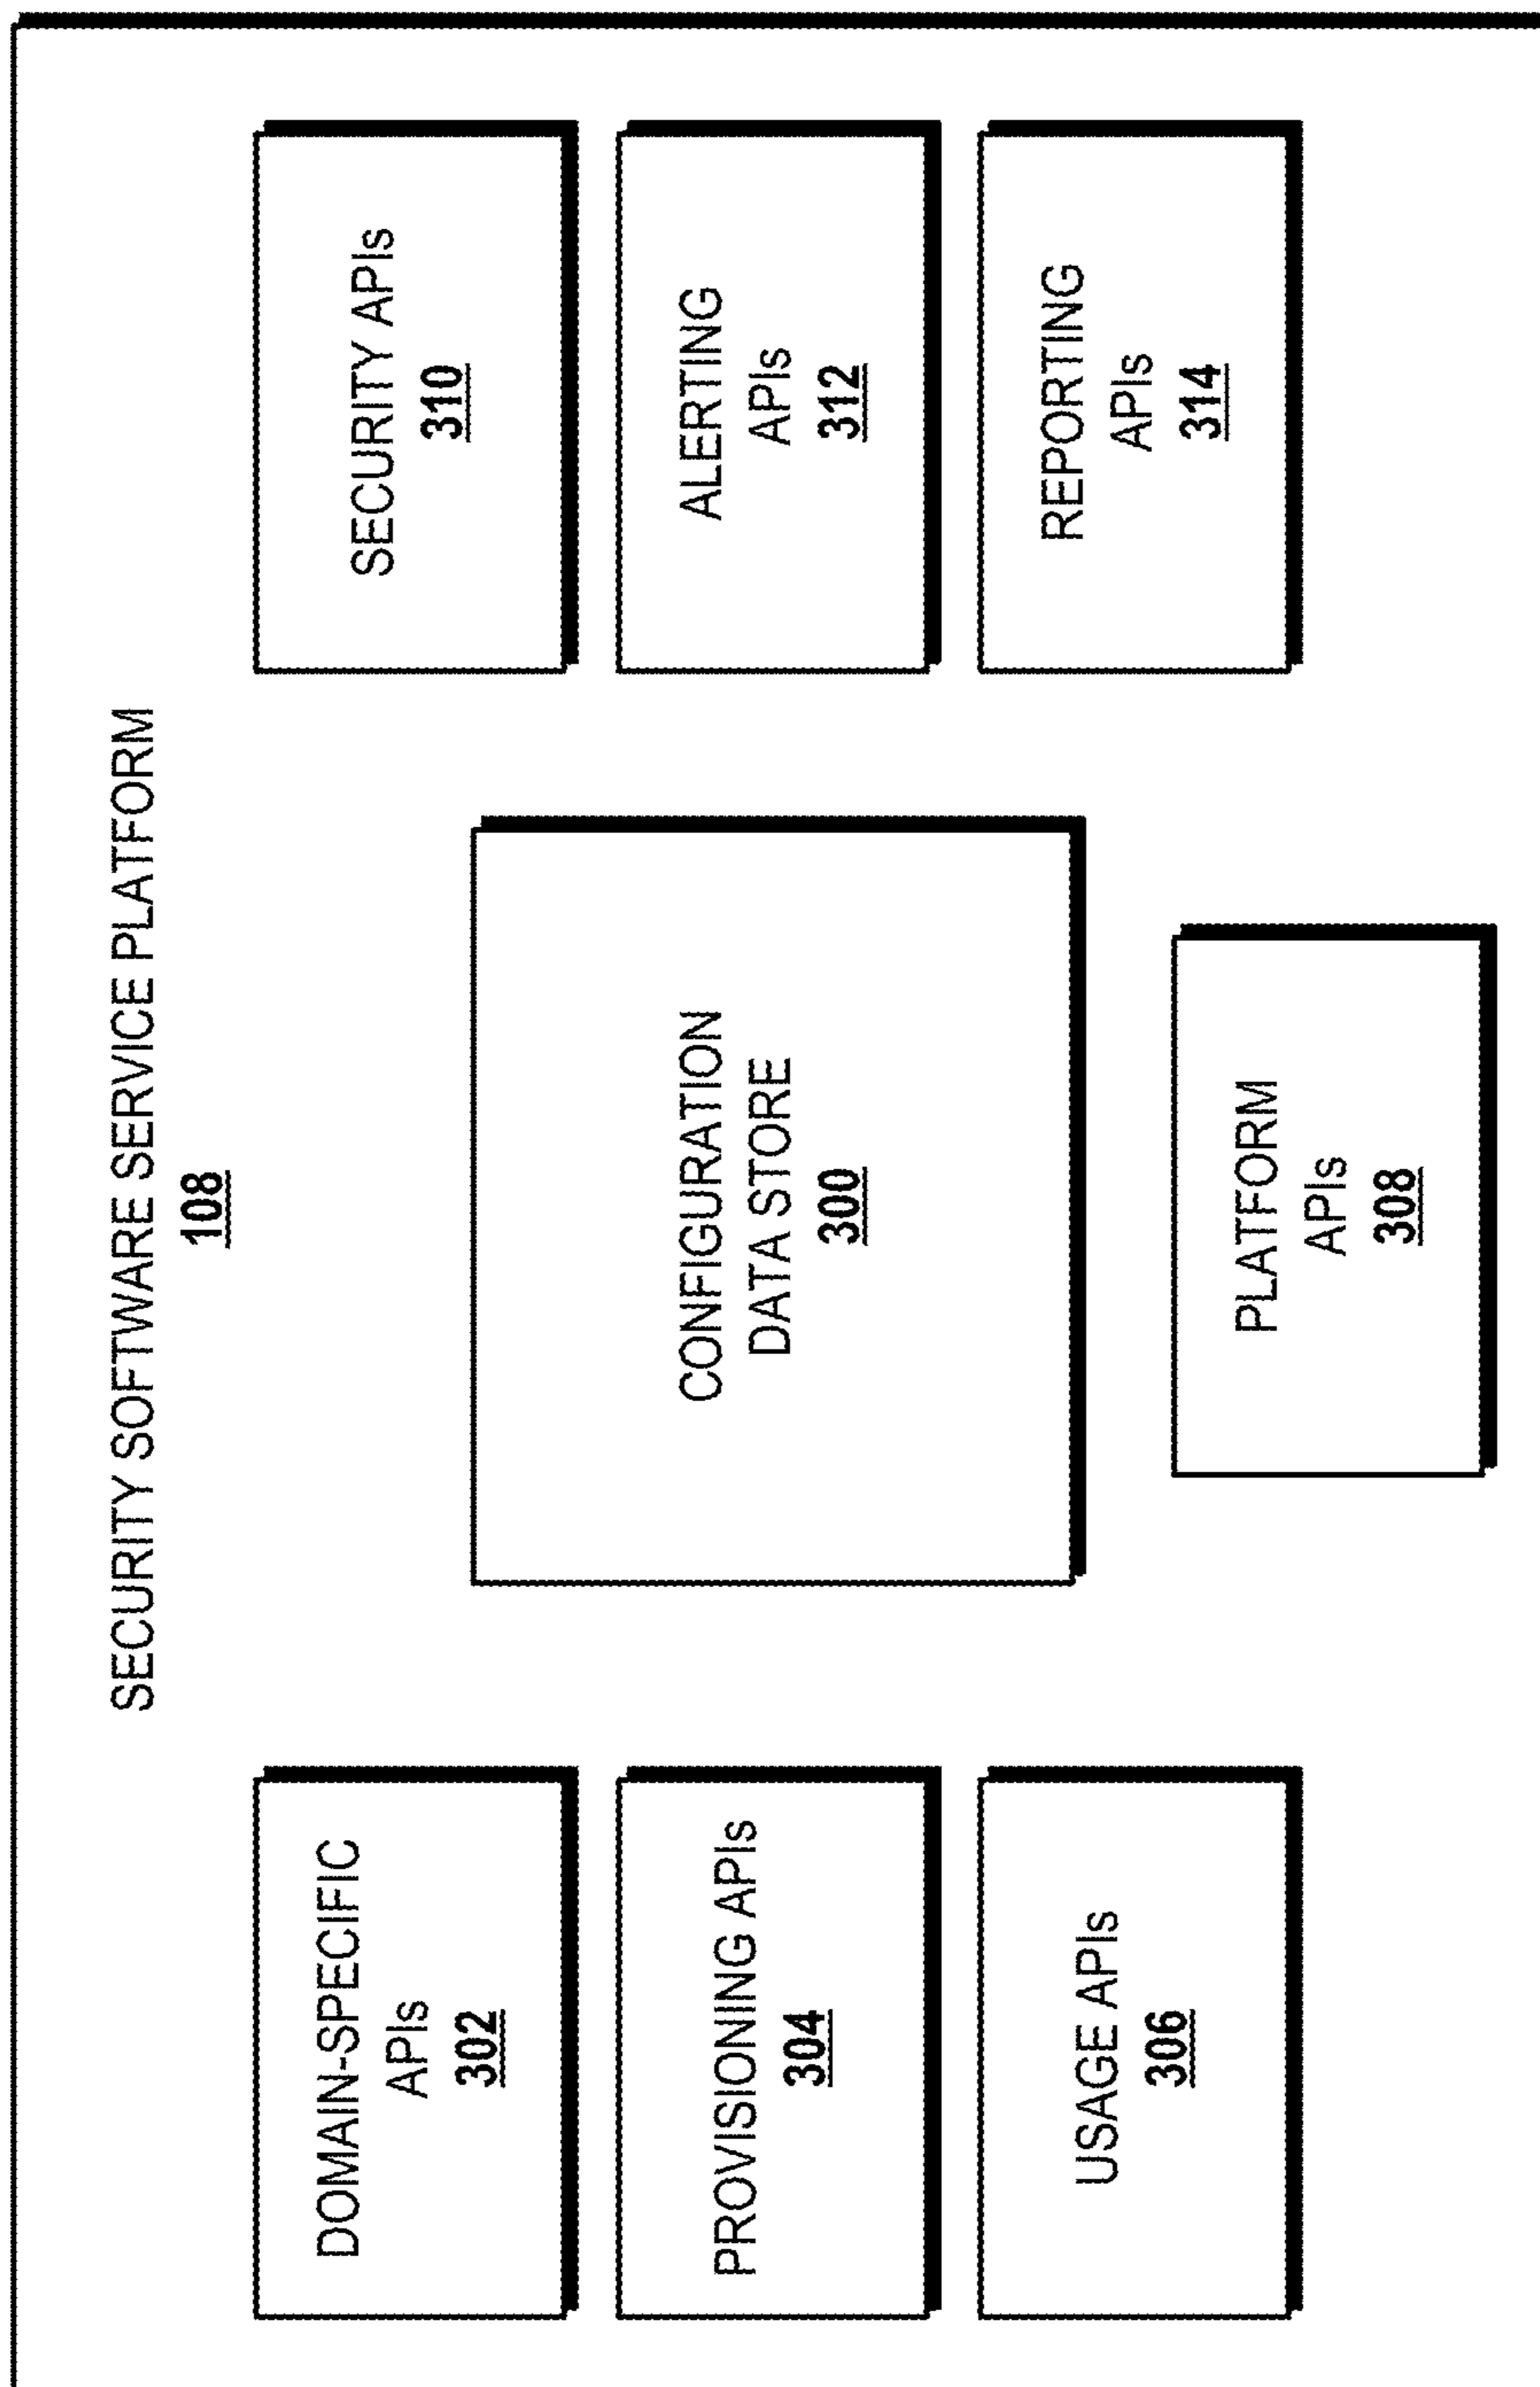 SECURITY SOFTWARE SERVICE PLATFORM
108
DOMAIN-SPECIFIC
APIs
302
PROVISIONING APIs
304
USAGE APIs
306
CONFIGURATION
DATA STORE
300
PLATFORM
APIs
308
SECURITY APIs
310
ALERTING
APIs
312
REPORTING
APIs
314